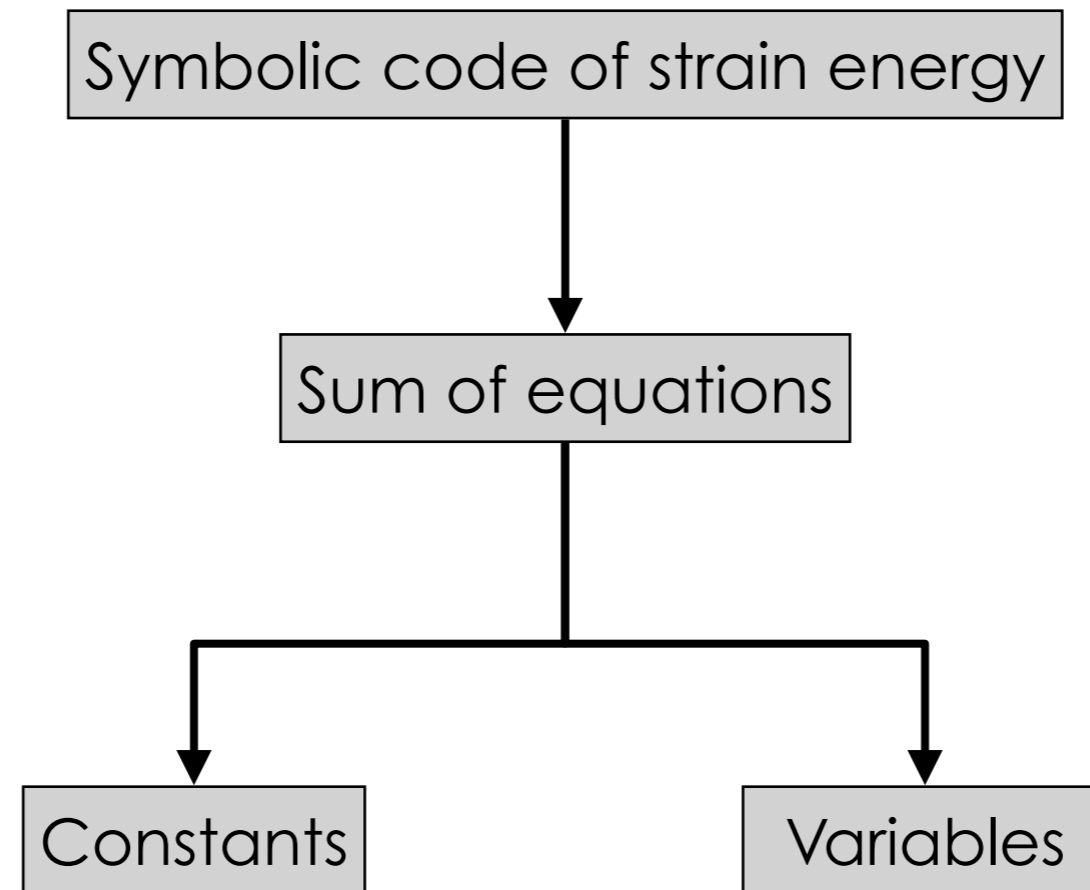 Symbolic code of strain energy
Sum of equations
Constants
Variables